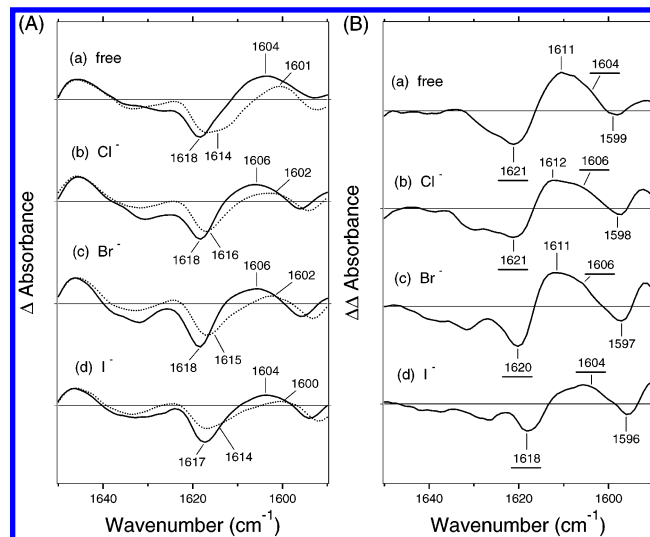 (A)
(a) free
1604
1601
1618
1614
(b) Cl⁻
1606
1602
1618
1616
(c) Br⁻
1606
1602
1618
1615
(d) I⁻
1604
1600
1617
1614
1640
1620
1600
Wavenumber (cm⁻¹)
Δ Absorbance
(B)
(a) free
1611
1604
1599
1621
(b) Cl⁻
1612
1606
1598
1621
(c) Br⁻
1611
1606
1597
1620
(d) I⁻
1604
1596
1618
1640
1620
1600
Wavenumber (cm⁻¹)
ΔΔ Absorbance